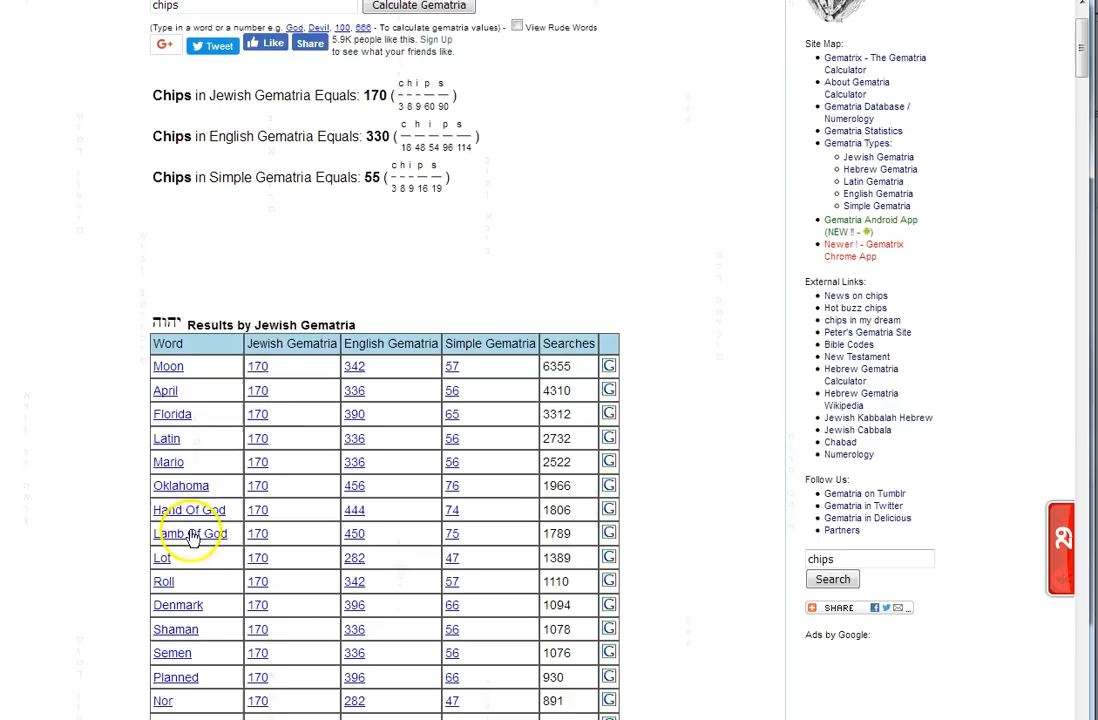 chips
Calculate Gematria
(Type in a word or a number e.g. God, Devil, 100, 666 - To calculate gematria values) - View Rude Words
G+ Tweet Like Share 5.9K people like this. Sign Up
to see what your friends like.
Chips in Jewish Gematria Equals: 170 ( c h i p s
3 8 9 60 90 )
Chips in English Gematria Equals: 330 ( c h i p s
18 48 54 96 114 )
Chips in Simple Gematria Equals: 55 ( c h i p s
3 8 9 16 19 )
יהוה Results by Jewish Gematria
Word Jewish Gematria English Gematria Simple Gematria Searches
Moon 170 342 57 6355 G
April 170 336 56 4310 G
Florida 170 390 65 3312 G
Latin 170 336 56 2732 G
Mario 170 336 56 2522 G
Oklahoma 170 456 76 1966 G
Hand Of God 170 444 74 1806 G
Lamb Of God 170 450 75 1789 G
Lot 170 282 47 1389 G
Roll 170 342 57 1110 G
Denmark 170 396 66 1094 G
Shaman 170 336 56 1078 G
Semen 170 336 56 1076 G
Planned 170 396 66 930 G
Nor 170 282 47 891 G
Site Map:
Gematrix - The Gematria
Calculator
About Gematria
Calculator
Gematria Database /
Numerology
Gematria Statistics
Gematria Types:
Jewish Gematria
Hebrew Gematria
Latin Gematria
English Gematria
Simple Gematria
Gematria Android App
(NEW !! - )
Newer ! - Gematrix
Chrome App
External Links:
News on chips
Hot buzz chips
chips in my dream
Peter's Gematria Site
Bible Codes
New Testament
Hebrew Gematria
Calculator
Hebrew Gematria
Wikipedia
Jewish Kabbalah Hebrew
Jewish Cabbala
Chabad
Numerology
Follow Us:
Gematria on Tumblr
Gematria in Twitter
Gematria in Delicious
Partners
chips
Search
SHARE ...
Ads by Google:
29